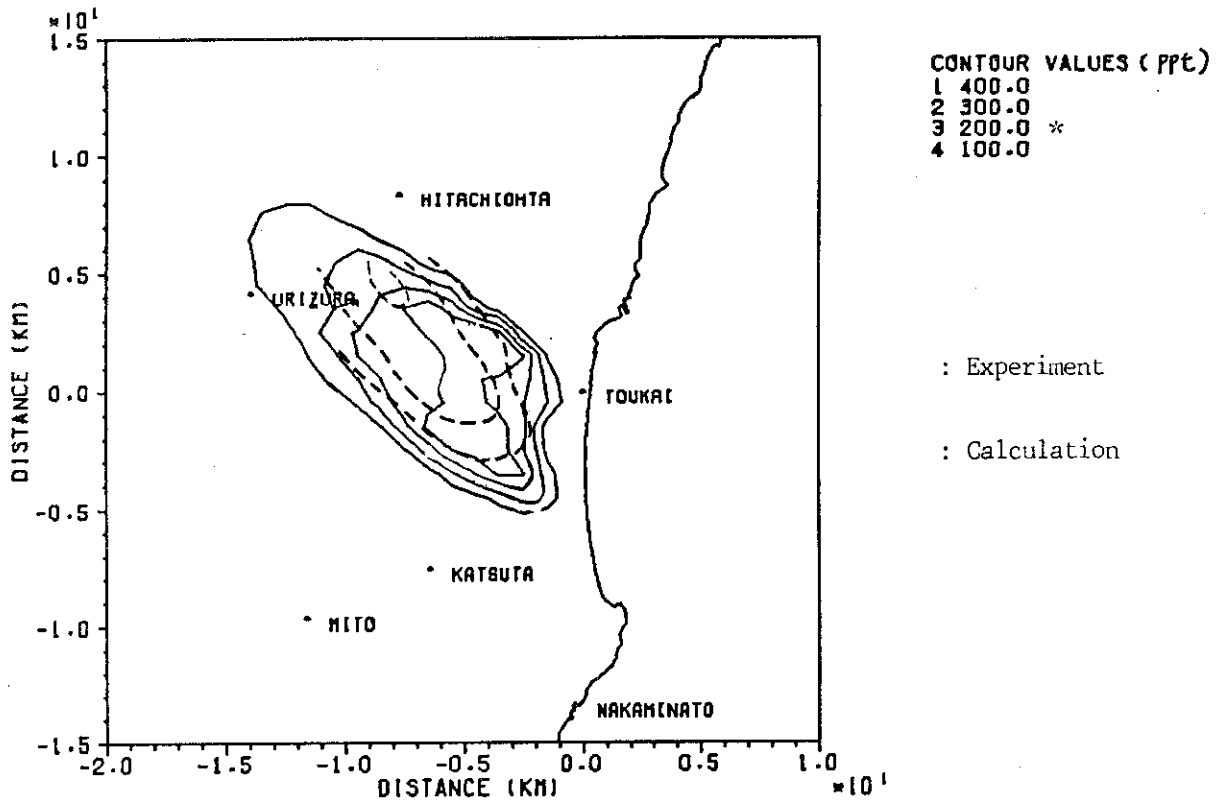 *10¹
1.5
1.0
0.5
0.0
-0.5
-1.0
-1.5
DISTANCE (KM)
-2.0 -1.5 -1.0 -0.5 0.0 0.5 1.0
DISTANCE (KM)
*10¹
HITACHIOHTA
URIZURA
TOUKAI
KATSUTA
MITO
NAKAMINATO
CONTOUR VALUES (ppt)
1 400.0
2 300.0
3 200.0 *
4 100.0
: Experiment
: Calculation